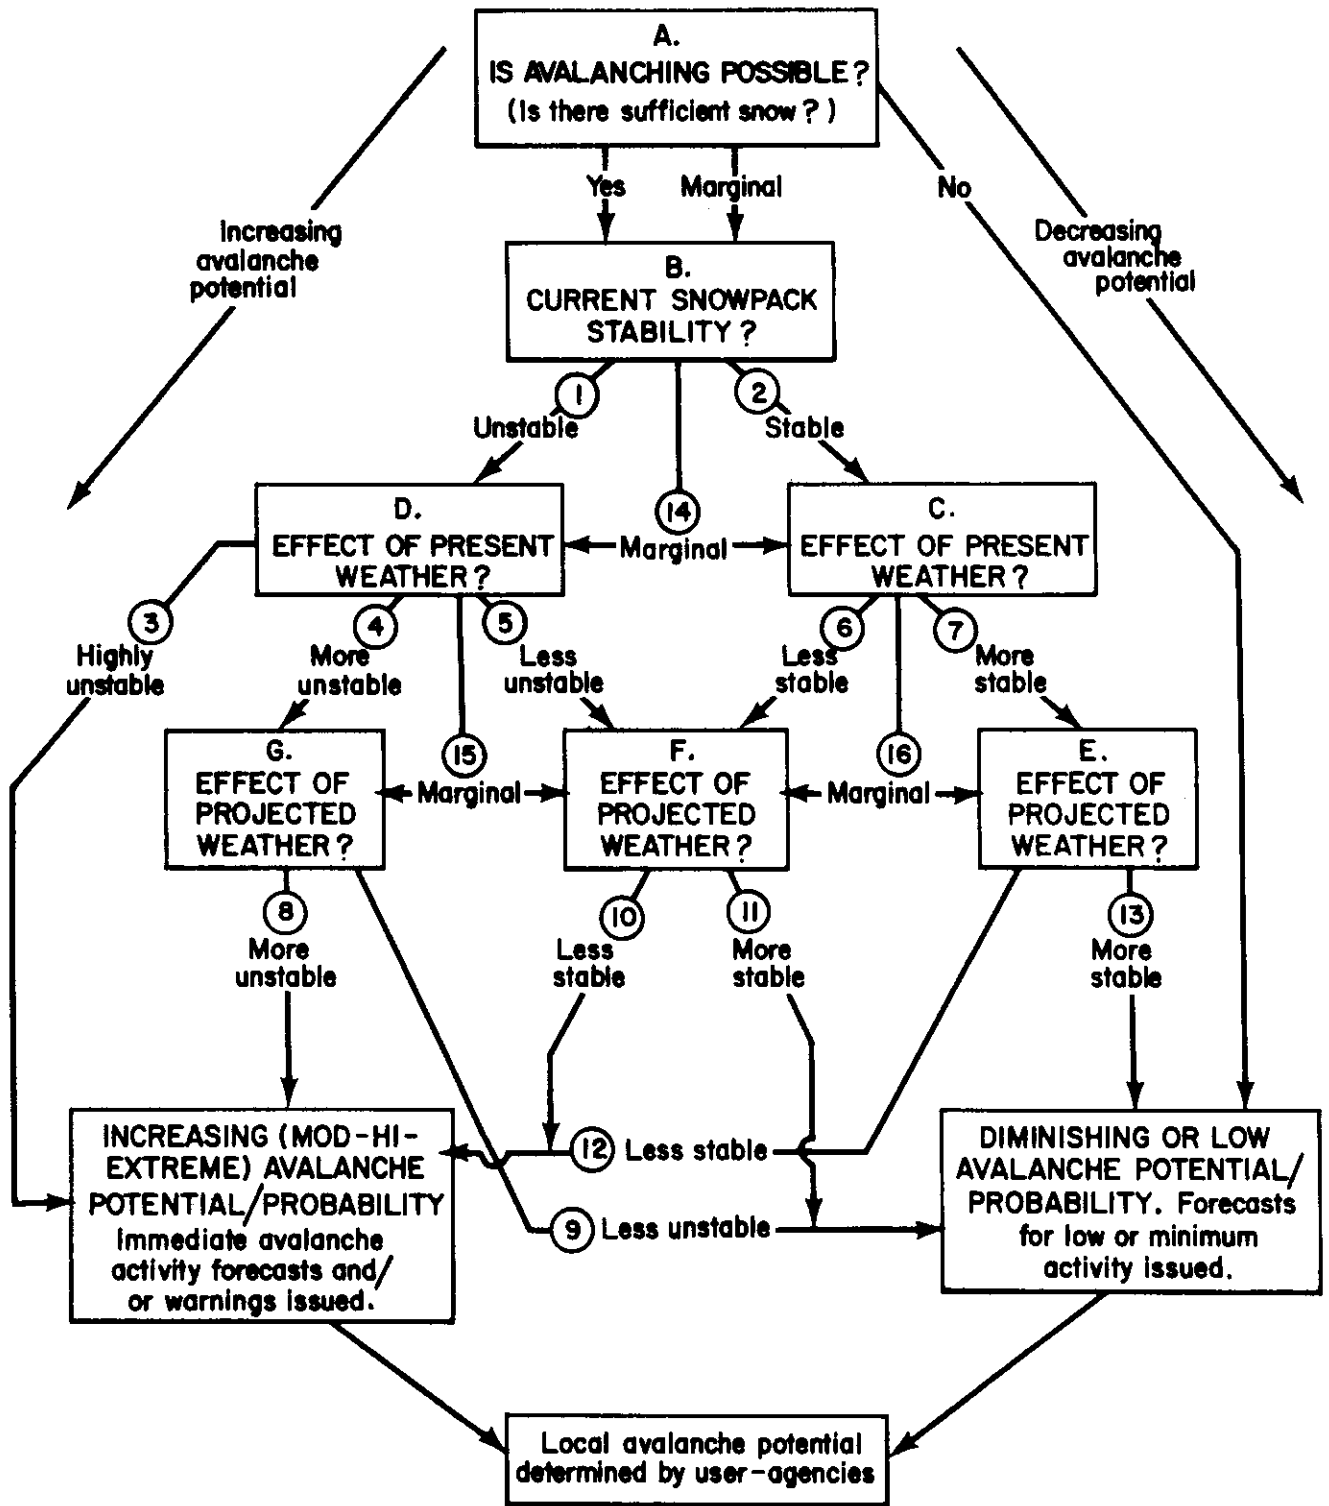 A.
IS AVALANCHING POSSIBLE?
(Is there sufficient snow?)
Yes
Marginal
No
Increasing
avalanche
potential
Decreasing
avalanche
potential
B.
CURRENT SNOWPACK
STABILITY?
1
2
Unstable
Stable
14
Marginal
D.
EFFECT OF PRESENT
WEATHER?
C.
EFFECT OF PRESENT
WEATHER?
3
Highly
unstable
4
More
unstable
5
Less
unstable
6
Less
stable
7
More
stable
15
Marginal
16
Marginal
G.
EFFECT OF
PROJECTED
WEATHER?
F.
EFFECT OF
PROJECTED
WEATHER?
E.
EFFECT OF
PROJECTED
WEATHER?
8
More
unstable
10
Less
stable
11
More
stable
13
More
stable
12 Less stable
9 Less unstable
INCREASING (MOD-HI-
EXTREME) AVALANCHE
POTENTIAL/PROBABILITY
Immediate avalanche
activity forecasts and/
or warnings issued.
DIMINISHING OR LOW
AVALANCHE POTENTIAL/
PROBABILITY. Forecasts
for low or minimum
activity issued.
Local avalanche potential
determined by user-agencies